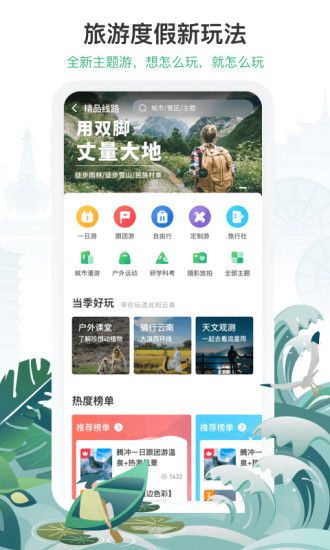 旅游度假新玩法
全新主题游，想怎么玩，就怎么玩
精品线路
城市/景区/主题
用双脚
丈量大地
徒步雨林/徒步雪山/民族村寨
一日游 跟团游 自由行 定制游 旅行社
城市漫游 户外运动 研学科考 摄影旅拍 全部主题
当季好玩 带你玩透此刻云南
户外课堂 骑行云南 天文观测
了解珍惜动植物 大滇西环线 一起去看流星雨
热度榜单
推荐榜单 推荐榜单
腾冲一日跟团游温
泉+热海风景
1432
腾冲
泉+热
边色彩】